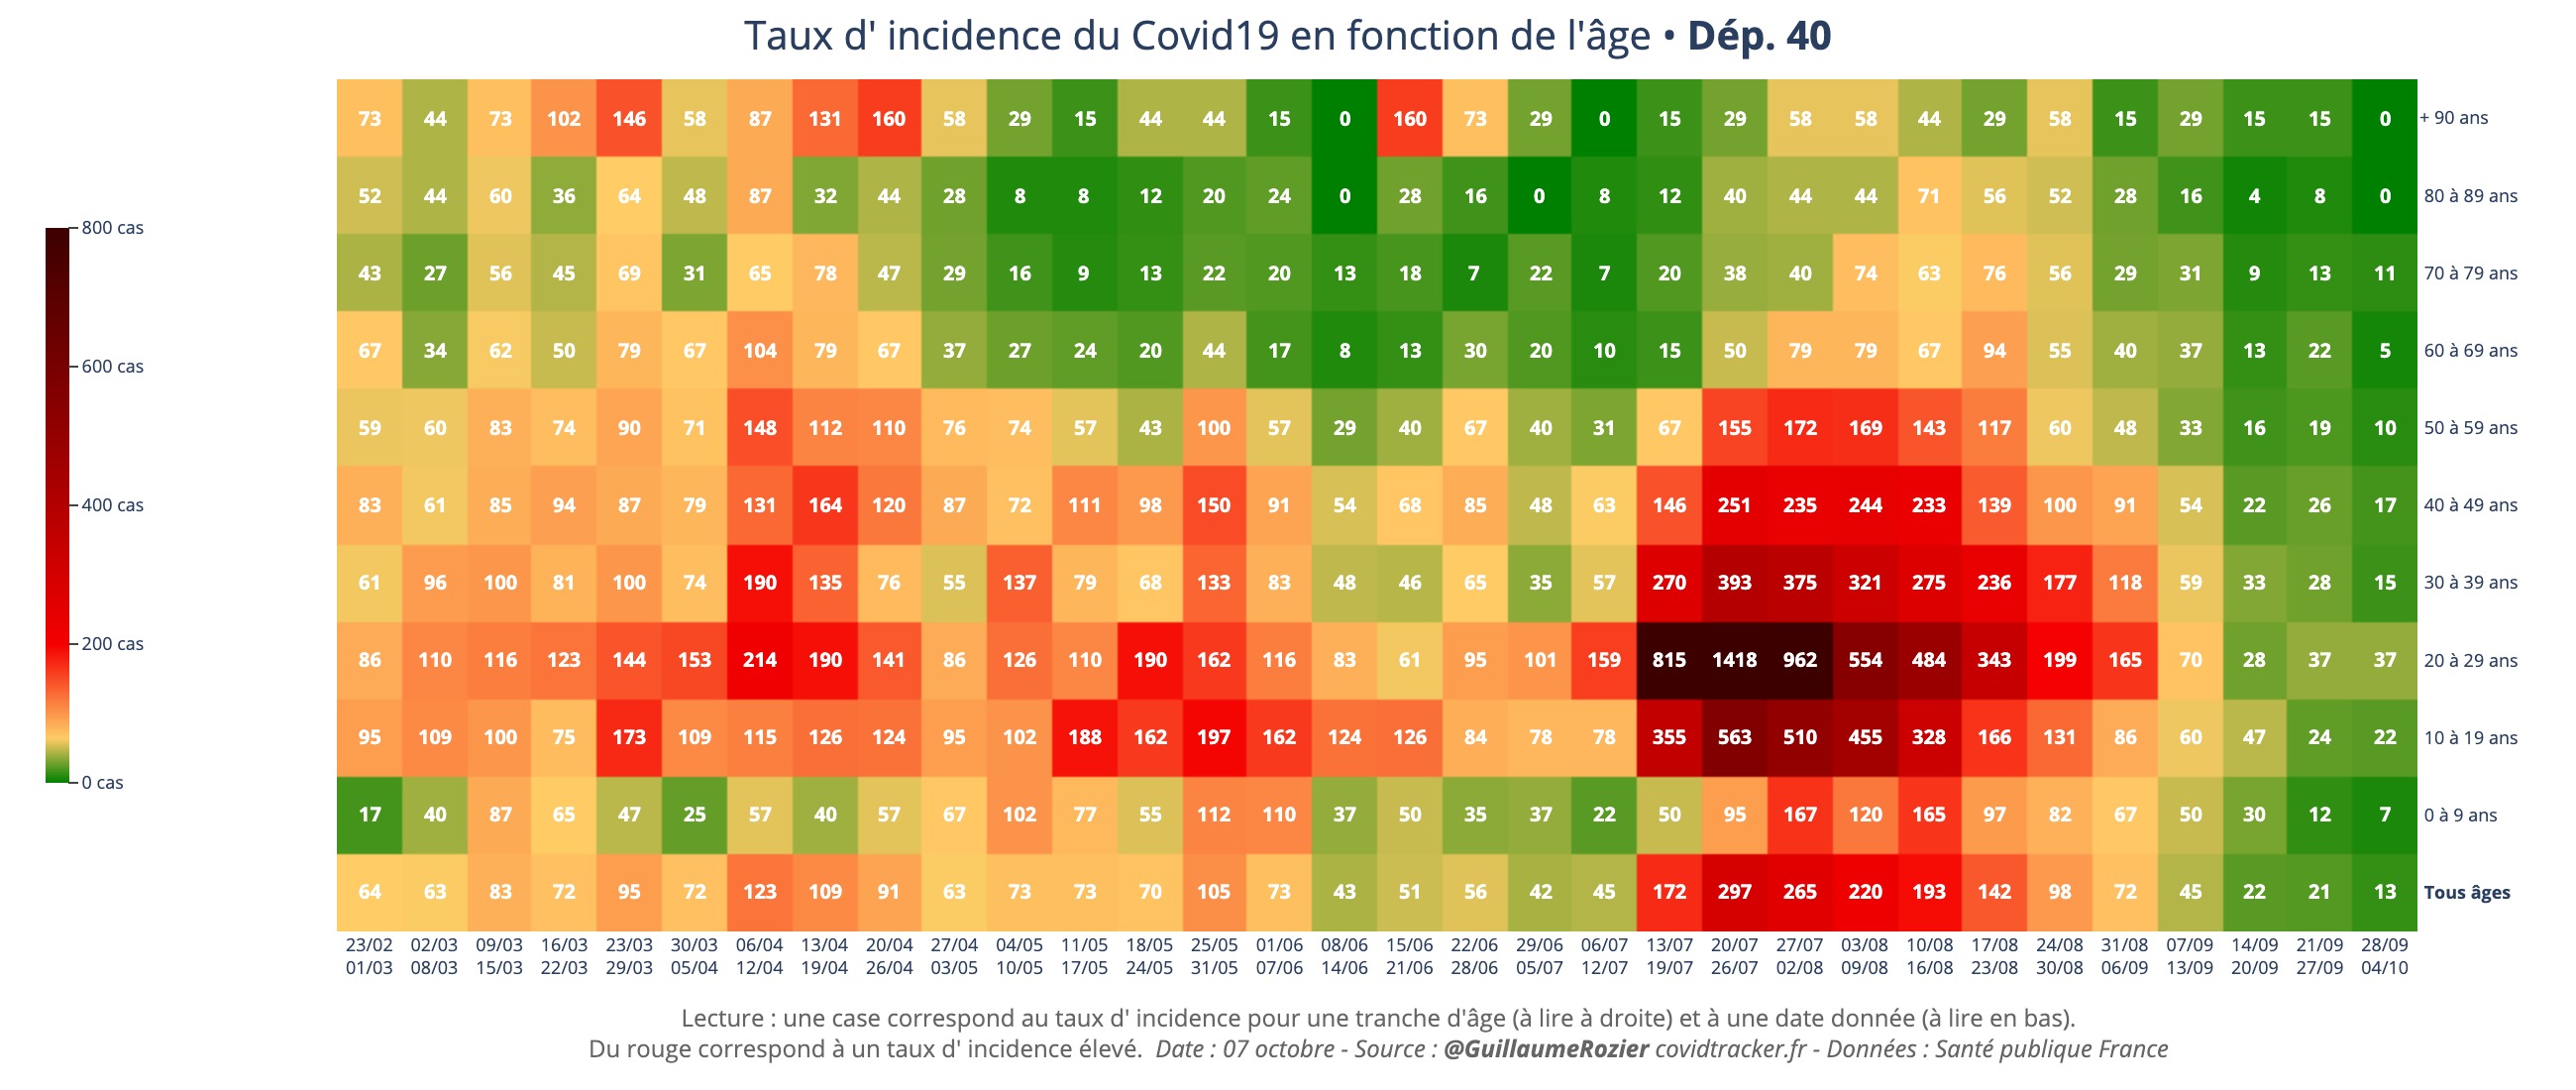 Taux d' incidence du Covid19 en fonction de l'âge • Dép. 40
800 cas
600 cas
400 cas
200 cas
0 cas
73 44 73 102 146 58 87 131 160 58 29 15 44 44 15 0 160 73 29 0 15 29 58 58 44 29 58 15 29 15 15 0 + 90 ans
52 44 60 36 64 48 87 32 44 28 8 8 12 20 24 0 28 16 0 8 12 40 44 44 71 56 52 28 16 4 8 0 80 à 89 ans
43 27 56 45 69 31 65 78 47 29 16 9 13 22 20 13 18 7 22 7 20 38 40 74 63 76 56 29 31 9 13 11 70 à 79 ans
67 34 62 50 79 67 104 79 67 37 27 24 20 44 17 8 13 30 20 10 15 50 79 79 67 94 55 40 37 13 22 5 60 à 69 ans
59 60 83 74 90 71 148 112 110 76 74 57 43 100 57 29 40 67 40 31 67 155 172 169 143 117 60 48 33 16 19 10 50 à 59 ans
83 61 85 94 87 79 131 164 120 87 72 111 98 150 91 54 68 85 48 63 146 251 235 244 233 139 100 91 54 22 26 17 40 à 49 ans
61 96 100 81 100 74 190 135 76 55 137 79 68 133 83 48 46 65 35 57 270 393 375 321 275 236 177 118 59 33 28 15 30 à 39 ans
86 110 116 123 144 153 214 190 141 86 126 110 190 162 116 83 61 95 101 159 815 1418 962 554 484 343 199 165 70 28 37 37 20 à 29 ans
95 109 100 75 173 109 115 126 124 95 102 188 162 197 162 124 126 84 78 78 355 563 510 455 328 166 131 86 60 47 24 22 10 à 19 ans
17 40 87 65 47 25 57 40 57 67 102 77 55 112 110 37 50 35 37 22 50 95 167 120 165 97 82 67 50 30 12 7 0 à 9 ans
64 63 83 72 95 72 123 109 91 63 73 73 70 105 73 43 51 56 42 45 172 297 265 220 193 142 98 72 45 22 21 13 Tous âges
23/02 02/03 09/03 16/03 23/03 30/03 06/04 13/04 20/04 27/04 04/05 11/05 18/05 25/05 01/06 08/06 15/06 22/06 29/06 06/07 13/07 20/07 27/07 03/08 10/08 17/08 24/08 31/08 07/09 14/09 21/09 28/09
01/03 08/03 15/03 22/03 29/03 05/04 12/04 19/04 26/04 03/05 10/05 17/05 24/05 31/05 07/06 14/06 21/06 28/06 05/07 12/07 19/07 26/07 02/08 09/08 16/08 23/08 30/08 06/09 13/09 20/09 27/09 04/10
Lecture : une case correspond au taux d' incidence pour une tranche d'âge (à lire à droite) et à une date donnée (à lire en bas).
Du rouge correspond à un taux d' incidence élevé. Date : 07 octobre - Source : @GuillaumeRozier covidtracker.fr - Données : Santé publique France